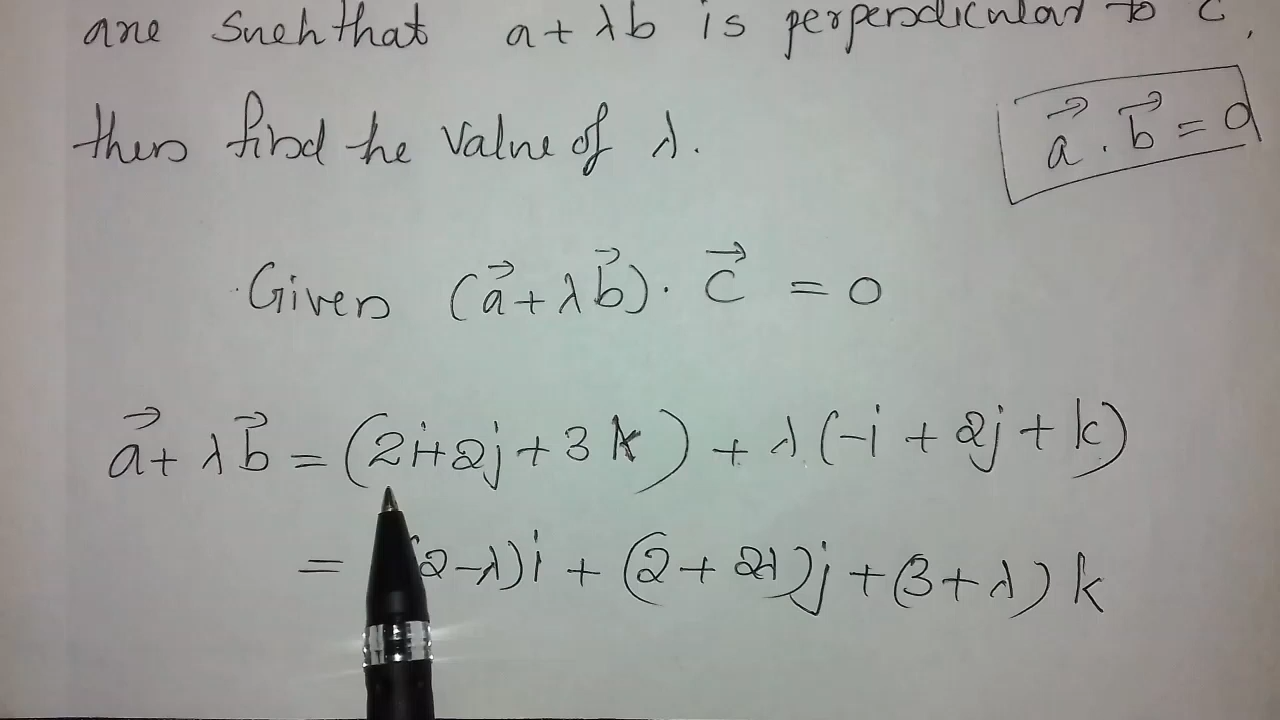 are such that a + λb is perpendicular to c,
then find the value of λ.
a⃗ . b⃗ = 0
Given (a⃗ + λb⃗). c⃗ = 0
a⃗ + λb⃗ = (2i+2j+3k) + λ(-i + 2j + k)
= (2-λ)i + (2+2λ)j + (3+λ)k